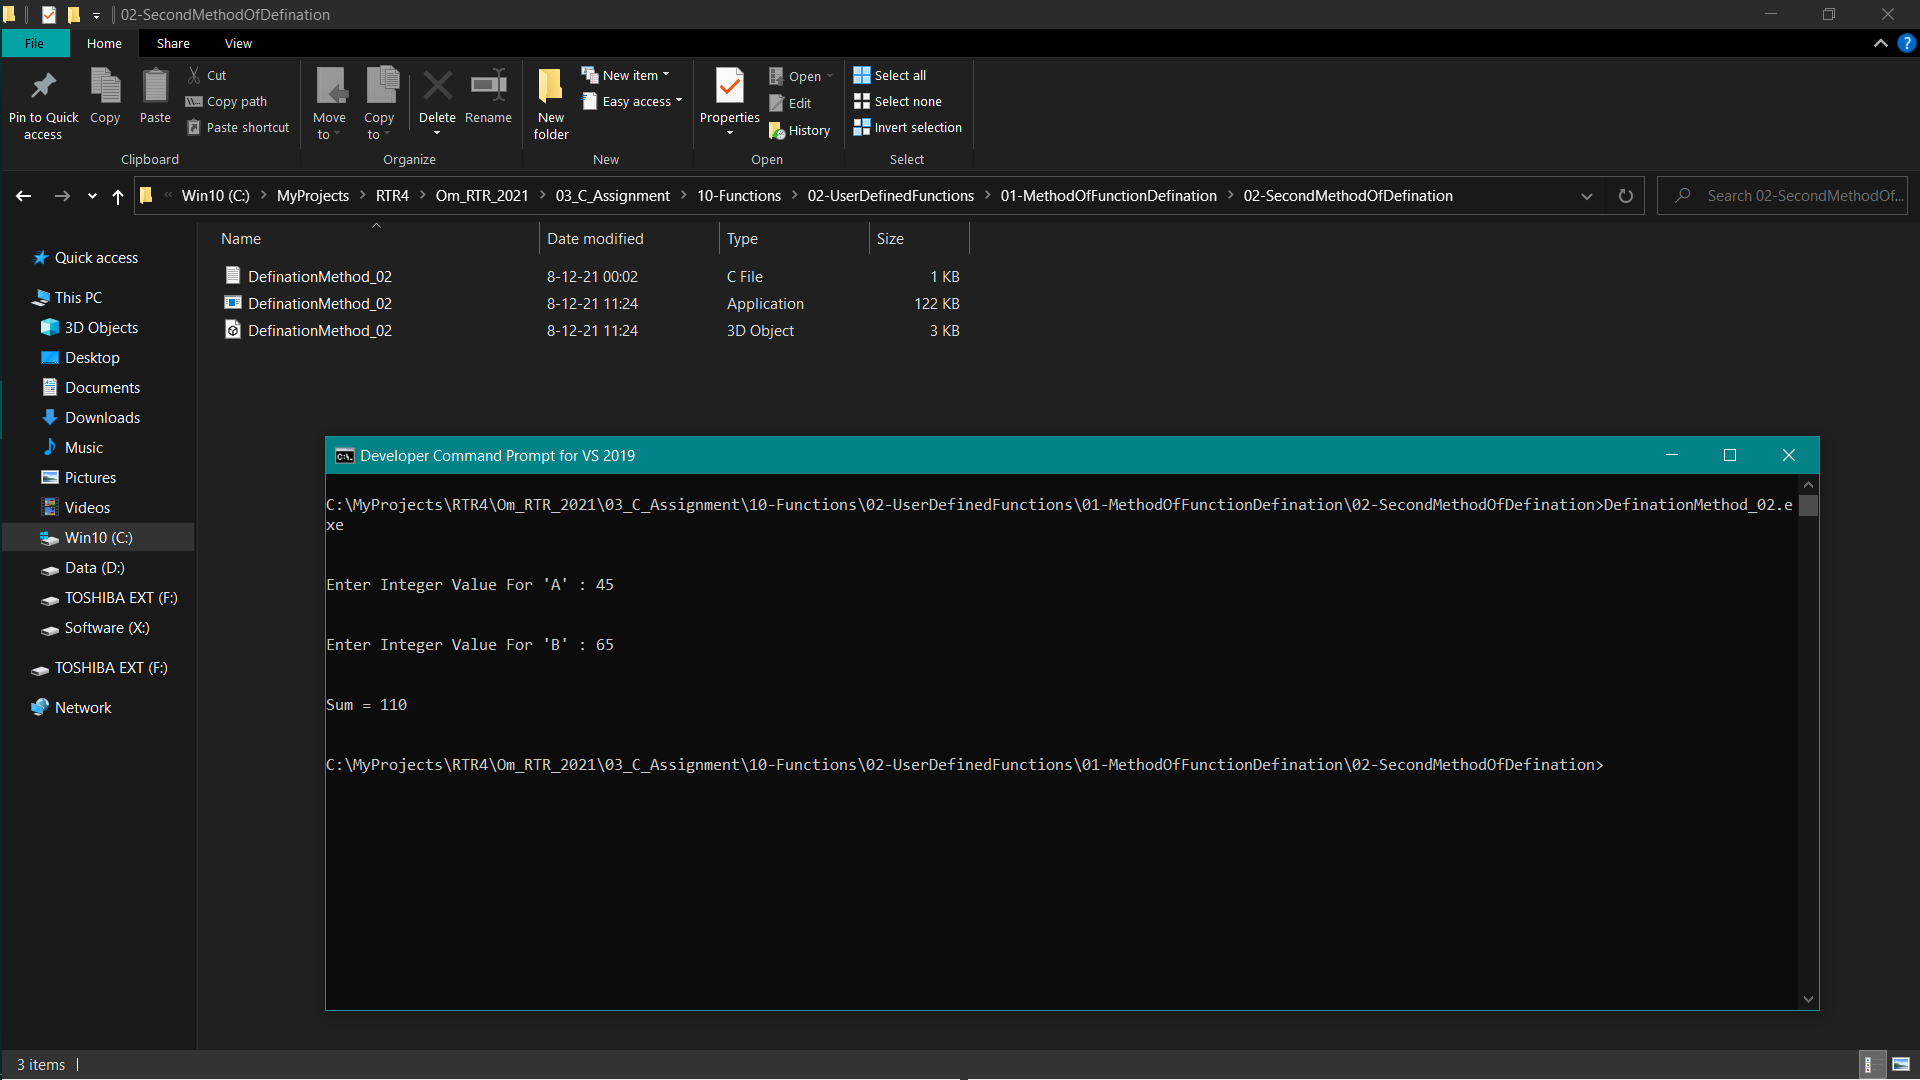 02-SecondMethodOfDefination
File Home Share View
Pin to Quick access
Copy
Paste
Cut
Copy path
Paste shortcut
Clipboard
Move to
Copy to
Delete
Rename
Organize
New folder
New item
Easy access
New
Properties
Open
Edit
History
Open
Select all
Select none
Invert selection
Select
« Win10 (C:) > MyProjects > RTR4 > Om_RTR_2021 > 03_C_Assignment > 10-Functions > 02-UserDefinedFunctions > 01-MethodOfFunctionDefination > 02-SecondMethodOfDefination
Search 02-SecondMethodOf...
Name Date modified Type Size
DefinationMethod_02 8-12-21 00:02 C File 1 KB
DefinationMethod_02 8-12-21 11:24 Application 122 KB
DefinationMethod_02 8-12-21 11:24 3D Object 3 KB
Quick access
This PC
3D Objects
Desktop
Documents
Downloads
Music
Pictures
Videos
Win10 (C:)
Data (D:)
TOSHIBA EXT (F:)
Software (X:)
TOSHIBA EXT (F:)
Network
Developer Command Prompt for VS 2019
C:\MyProjects\RTR4\Om_RTR_2021\03_C_Assignment\10-Functions\02-UserDefinedFunctions\01-MethodOfFunctionDefination\02-SecondMethodOfDefination>DefinationMethod_02.e
xe
Enter Integer Value For 'A' : 45
Enter Integer Value For 'B' : 65
Sum = 110
C:\MyProjects\RTR4\Om_RTR_2021\03_C_Assignment\10-Functions\02-UserDefinedFunctions\01-MethodOfFunctionDefination\02-SecondMethodOfDefination>
3 items